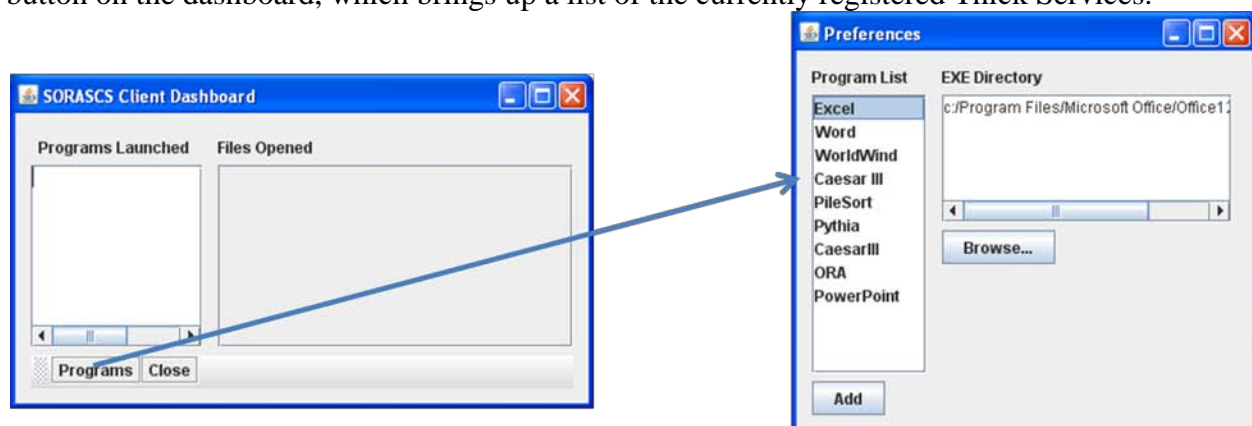 button on the dashboard, which brings up a list of the currently registered Thick Services.
SORASCS Client Dashboard
Programs Launched
Files Opened
Programs
Close
Preferences
Program List
EXE Directory
Excel
Word
WorldWind
Caesar III
PileSort
Pythia
CaesarIII
ORA
PowerPoint
c:/Program Files/Microsoft Office/Office12
Browse...
Add